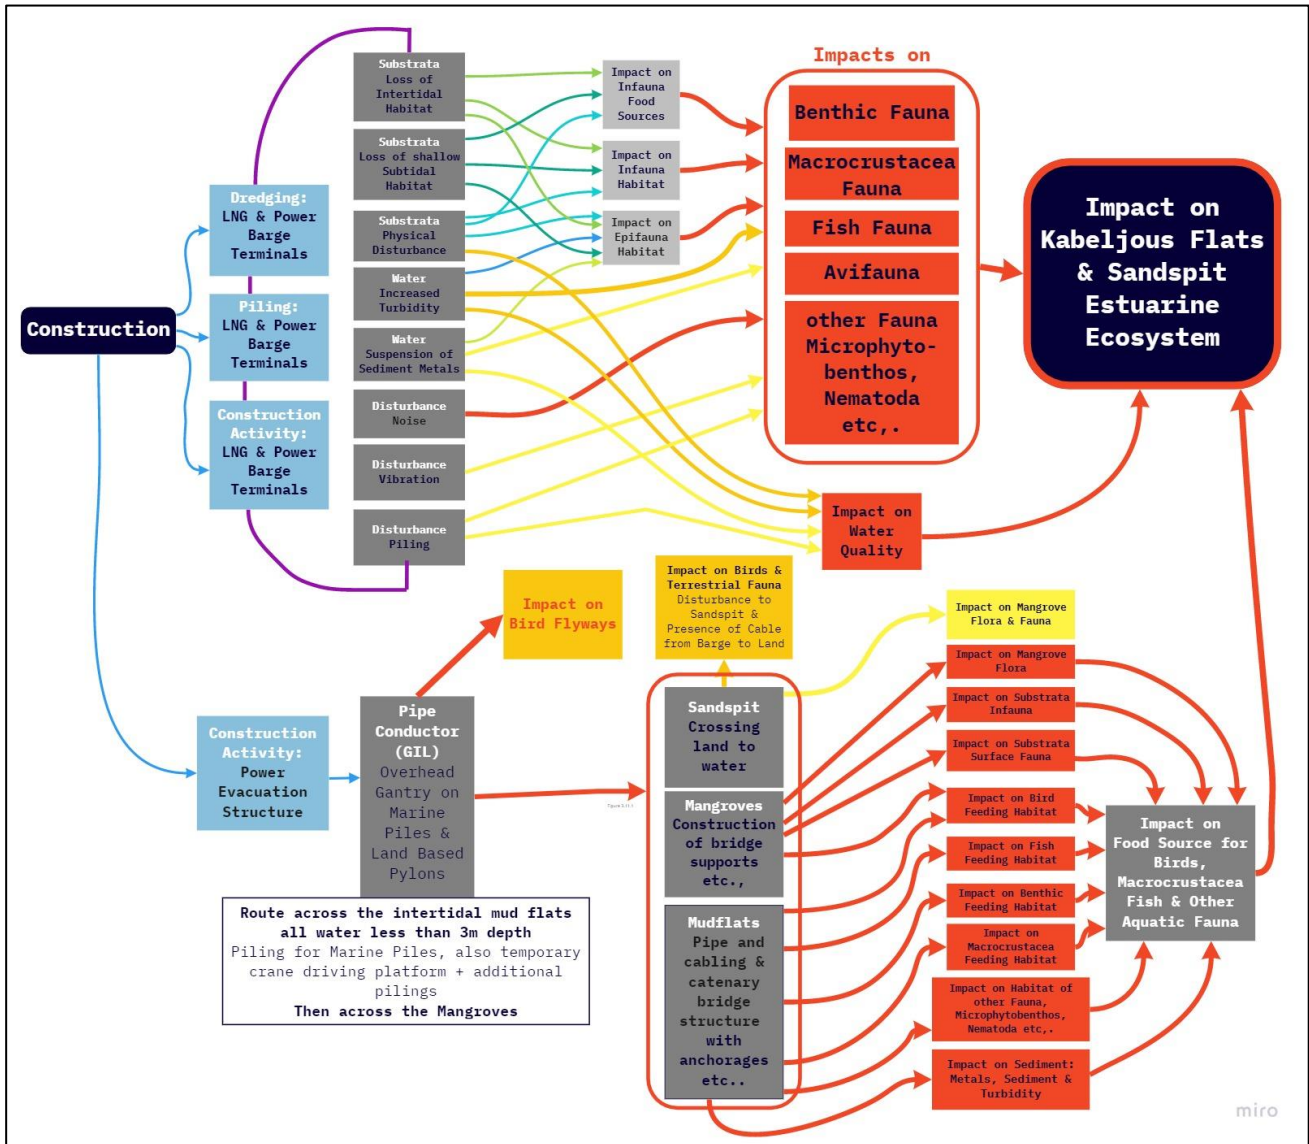 Impacts on
Substrata
Loss of
Intertidal
Habitat
Substrata
Loss of shallow
Subtidal
Habitat
Substrata
Physical
Disturbance
Water
Increased
Turbidity
Water
Suspension of
Sediment Metals
Disturbance
Noise
Disturbance
Vibration
Disturbance
Piling
Impact on
Infauna
Food
Sources
Impact on
Infauna
Habitat
Impact on
Epifauna
Habitat
Benthic Fauna
Macrocrustacea
Fauna
Fish Fauna
Avifauna
other Fauna
Microphyto-
benthos,
Nematoda
etc,.
Impact on
Kabeljous Flats
& Sandspit
Estuarine
Ecosystem
Dredging:
LNG & Power
Barge
Terminals
Construction
Piling:
LNG & Power
Barge
Terminals
Construction
Activity:
LNG & Power
Barge
Terminals
Impact on
Water
Quality
Impact on
Bird Flyways
Impact on Birds &
Terrestrial Fauna
Disturbance to
Sandspit &
Presence of Cable
from Barge to Land
Impact on Mangrove
Flora & Fauna
Impact on Mangrove
Flora
Impact on Substrata
Infauna
Impact on Substrata
Surface Fauna
Impact on Bird
Feeding Habitat
Impact on Fish
Feeding Habitat
Impact on Benthic
Feeding Habitat
Impact on
Macrocrustacea
Feeding Habitat
Impact on Habitat of
other Fauna,
Microphytobenthos,
Nematoda etc,.
Impact on Sediment:
Metals, Sediment &
Turbidity
Construction
Activity:
Power
Evacuation
Structure
Pipe
Conductor
(GIL)
Overhead
Gantry on
Marine
Piles &
Land Based
Pylons
Sandspit
Crossing
land to
water
Mangroves
Construction
of bridge
supports
etc.,
Mudflats
Pipe and
cabling &
catenary
bridge
structure
with
anchorages
etc..
Impact on
Food Source for
Birds,
Macrocrustacea
Fish & Other
Aquatic Fauna
Route across the intertidal mud flats
all water less than 3m depth
Piling for Marine Piles, also temporary
crane driving platform + additional
pilings
Then across the Mangroves
miro